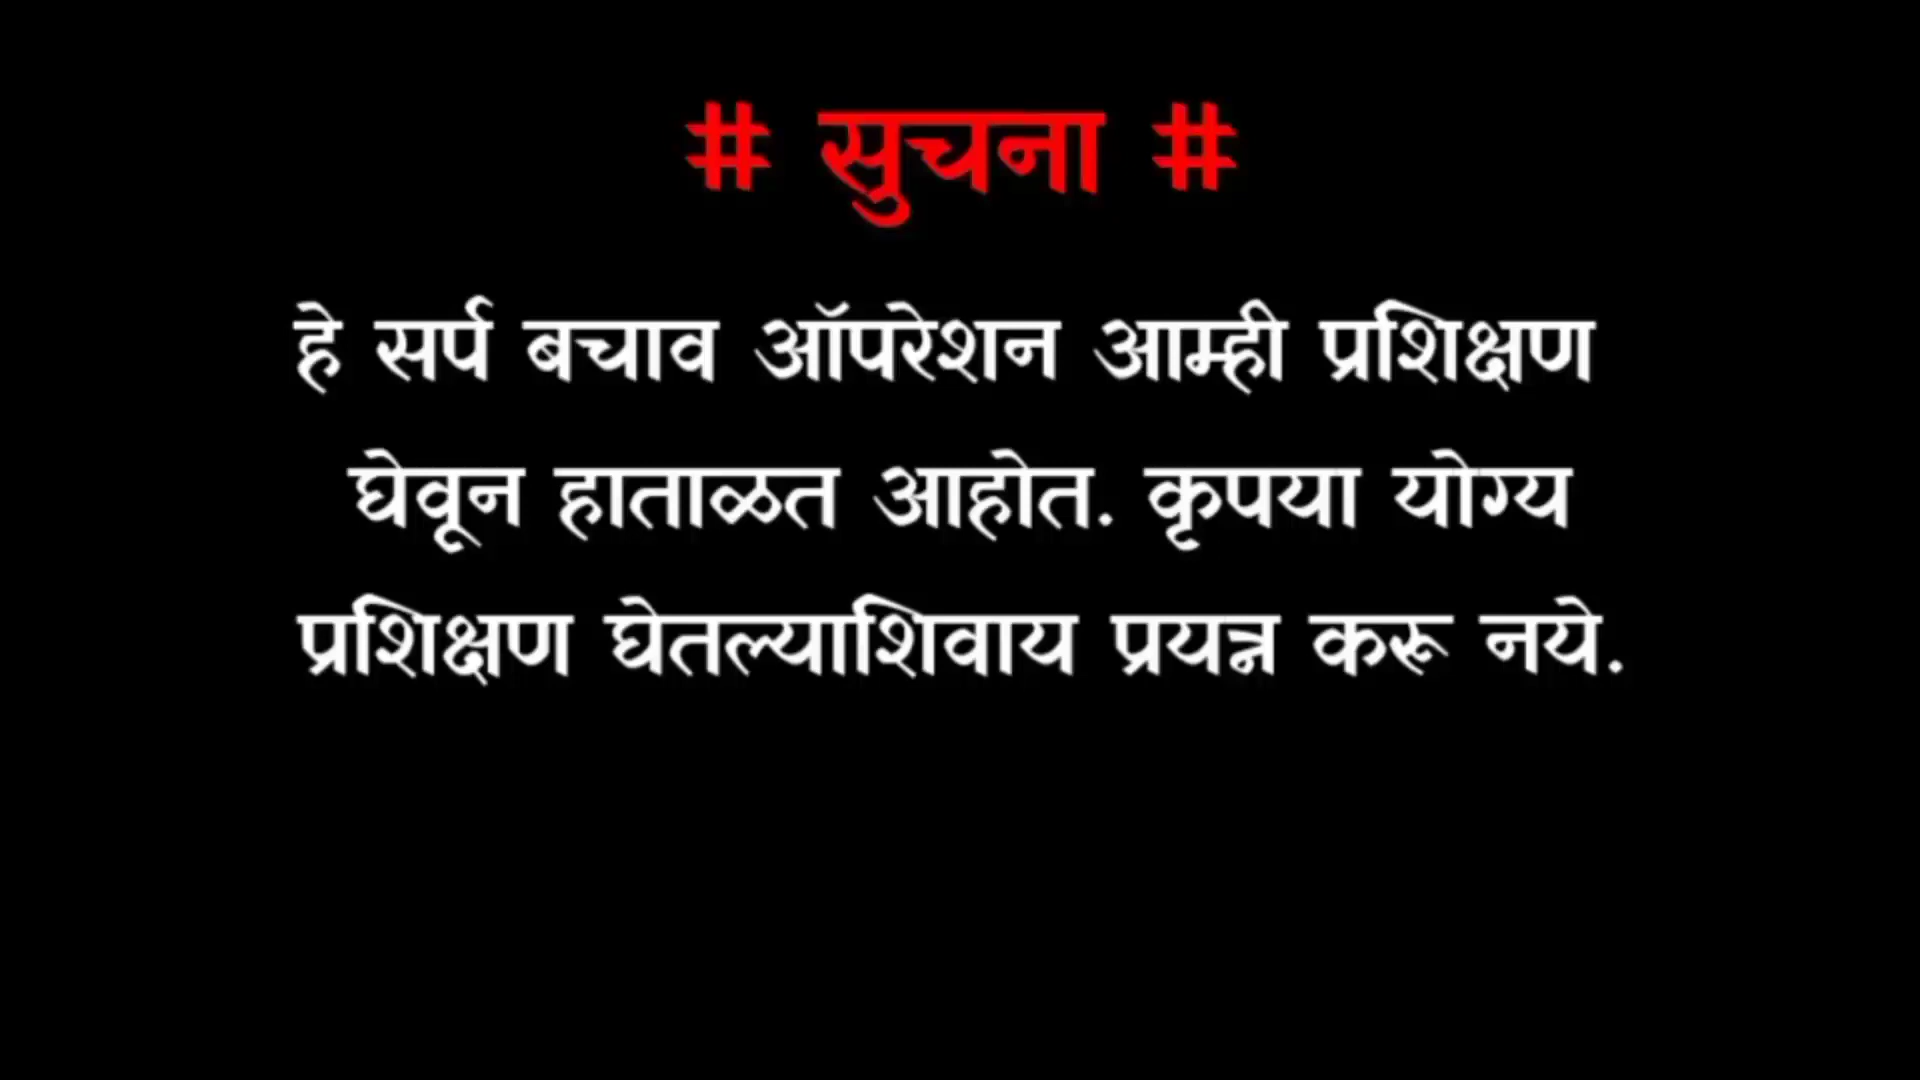 # सुचना #
हे सर्प बचाव ऑपरेशन आम्ही प्रशिक्षण
घेवून हाताळत आहोत. कृपया योग्य
प्रशिक्षण घेतल्याशिवाय प्रयत्न करू नये.